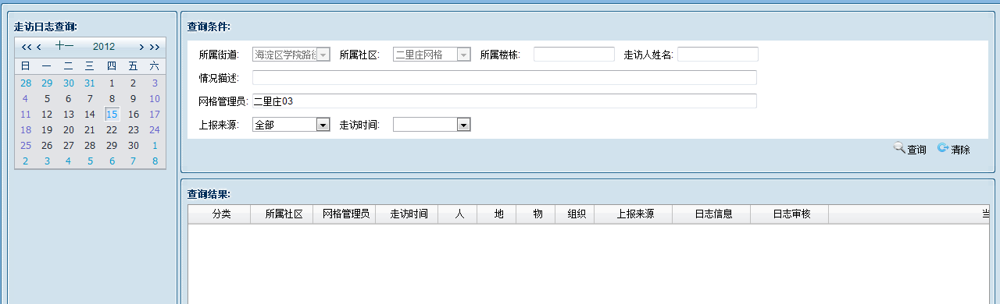 走访日志查询:
<< < 十一 2012 > >>
日 一 二 三 四 五 六
28 29 30 31 1 2 3
4 5 6 7 8 9 10
11 12 13 14 15 16 17
18 19 20 21 22 23 24
25 26 27 28 29 30 1
2 3 4 5 6 7 8
查询条件:
所属街道: 海淀区学院路 所属社区: 二里庄网格 所属楼栋: 走访人姓名:
情况描述:
网格管理员: 二里庄03
上报来源: 全部 走访时间:
查询 清除
查询结果:
分类 所属社区 网格管理员 走访时间 人 地 物 组织 上报来源 日志信息 日志审核 当